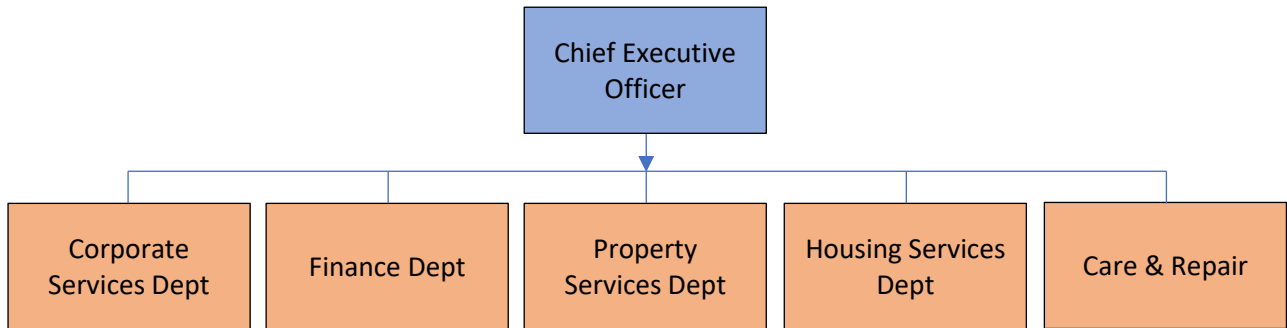 Chief Executive
Officer
Corporate
Services Dept
Finance Dept
Property
Services Dept
Housing Services
Dept
Care & Repair